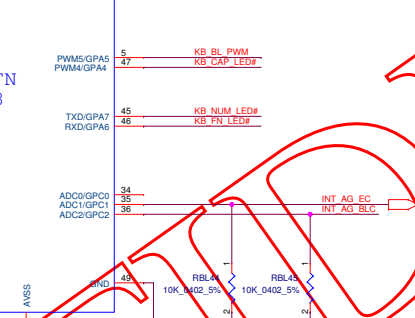 PWM5/GPA5 5 KB_BL_PWM
PWM4/GPA4 47 KB_CAP_LED#
TN
TXD/GPA7 45 KB_NUM_LED#
RXD/GPA6 46 KB_FN_LED#
ADC0/GPC0 34
ADC1/GPC1 35 INT_AG_EC
ADC2/GPC2 36 INT_AG_BLC
1 1
GND 49
RBL44 RBL45
10K_0402_5% 10K_0402_5%
AVSS
2 2